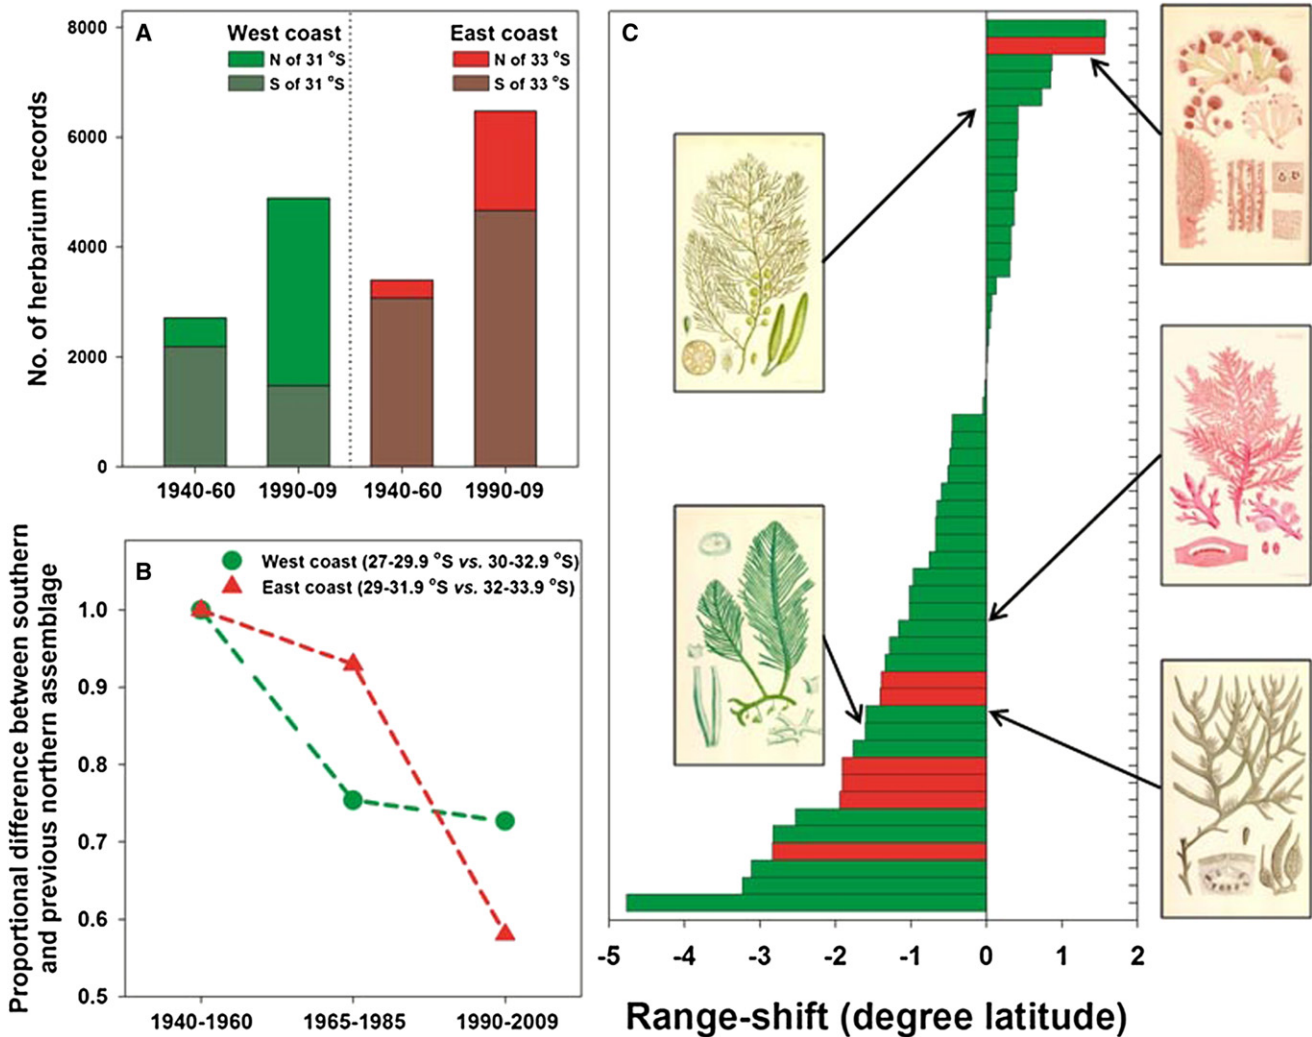 A
West coast
N of 31 °S
S of 31 °S
East coast
N of 33 °S
S of 33 °S
No. of herbarium records
8000
6000
4000
2000
0
1940-60
1990-09
1940-60
1990-09
B
West coast (27-29.9 °S vs. 30-32.9 °S)
East coast (29-31.9 °S vs. 32-33.9 °S)
Proportional difference between southern
and previous northern assemblage
1.0
0.9
0.8
0.7
0.6
0.5
1940-1960
1965-1985
1990-2009
C
-5
-4
-3
-2
-1
0
1
2
Range-shift (degree latitude)